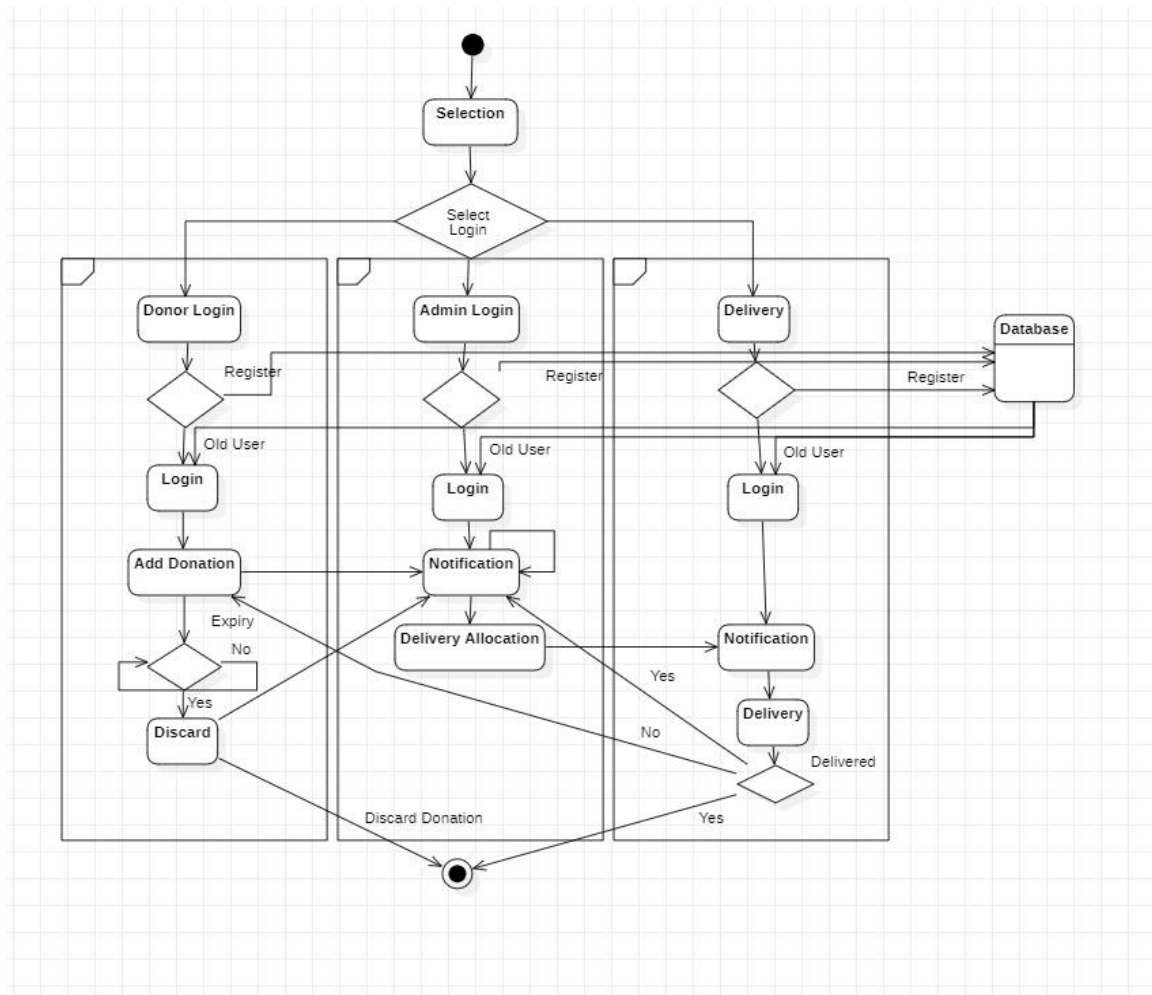 Selection
Select
Login
Donor Login
Admin Login
Delivery
Database
Register
Register
Register
Old User
Old User
Old User
Login
Login
Login
Add Donation
Notification
Expiry
Delivery Allocation
Notification
No
Yes
Yes
Discard
Delivery
No
Delivered
Discard Donation
Yes